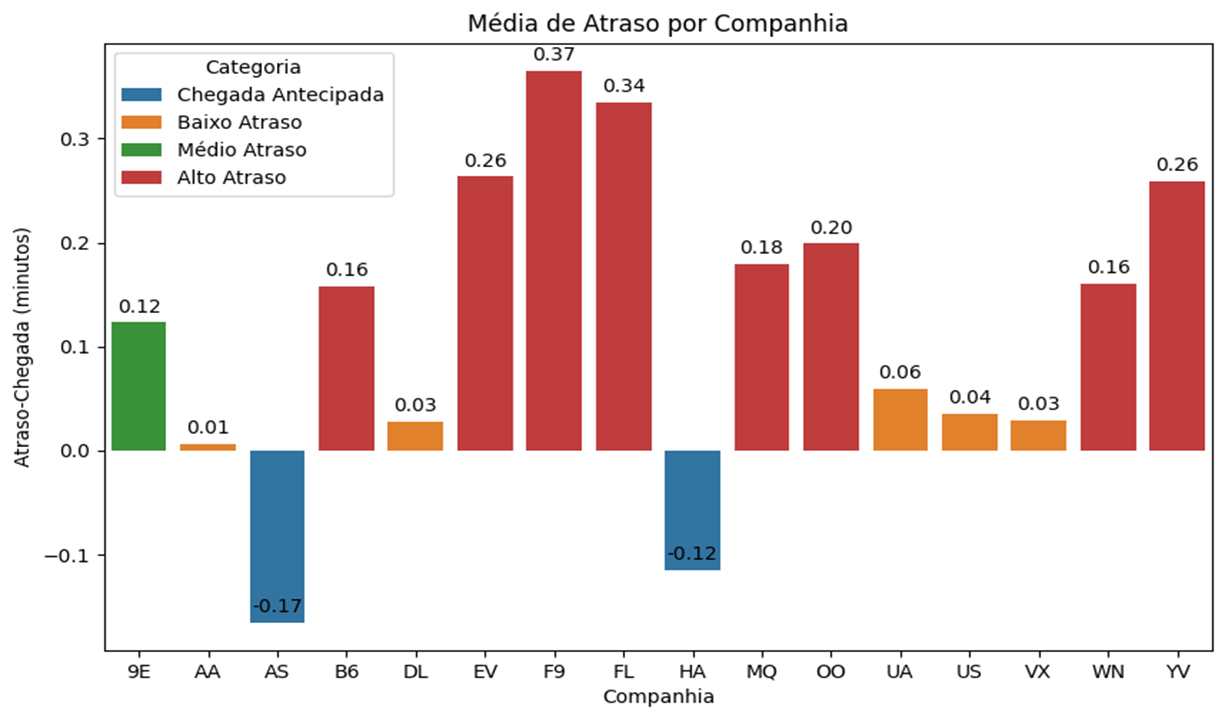 Média de Atraso por Companhia
Categoria
Chegada Antecipada
Baixo Atraso
Médio Atraso
Alto Atraso
Atraso-Chegada (minutos)
0.3
0.2
0.1
0.0
−0.1
0.12
0.01
-0.17
0.16
0.03
0.26
0.37
0.34
-0.12
0.18
0.20
0.06
0.04
0.03
0.16
0.26
9E AA AS B6 DL EV F9 FL HA MQ OO UA US VX WN YV
Companhia